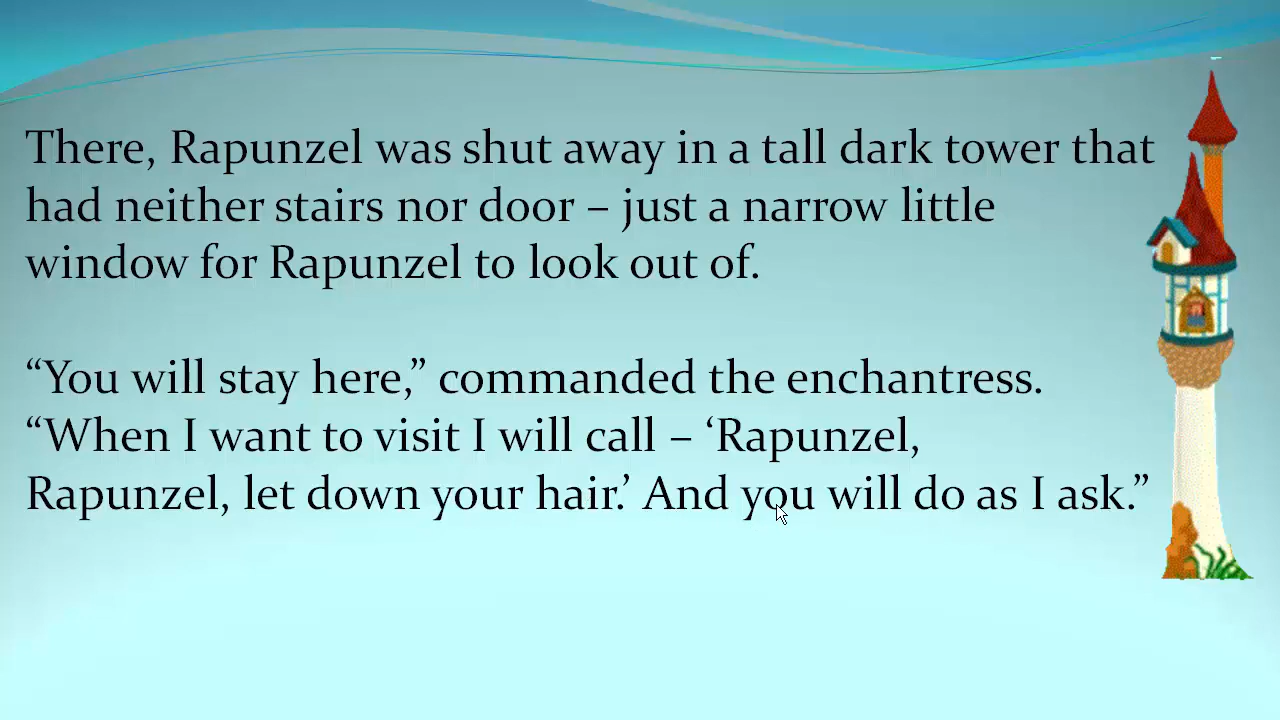 There, Rapunzel was shut away in a tall dark tower that
had neither stairs nor door – just a narrow little
window for Rapunzel to look out of.
“You will stay here,” commanded the enchantress.
“When I want to visit I will call – ‘Rapunzel,
Rapunzel, let down your hair.’ And you will do as I ask.”